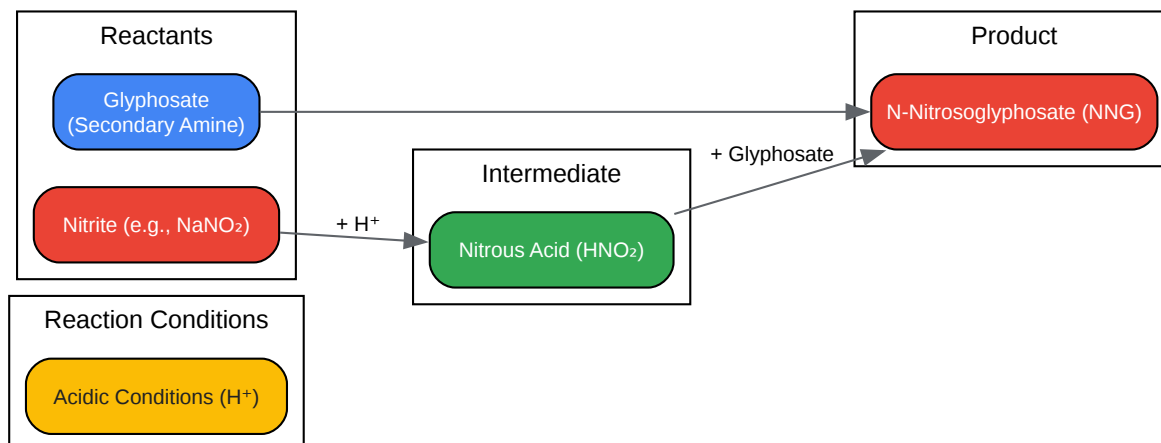 Reactants
Glyphosate
(Secondary Amine)
Nitrite (e.g., NaNO₂)
Reaction Conditions
Acidic Conditions (H⁺)
+ H⁺
Intermediate
Nitrous Acid (HNO₂)
+ Glyphosate
Product
N-Nitrosoglyphosate (NNG)